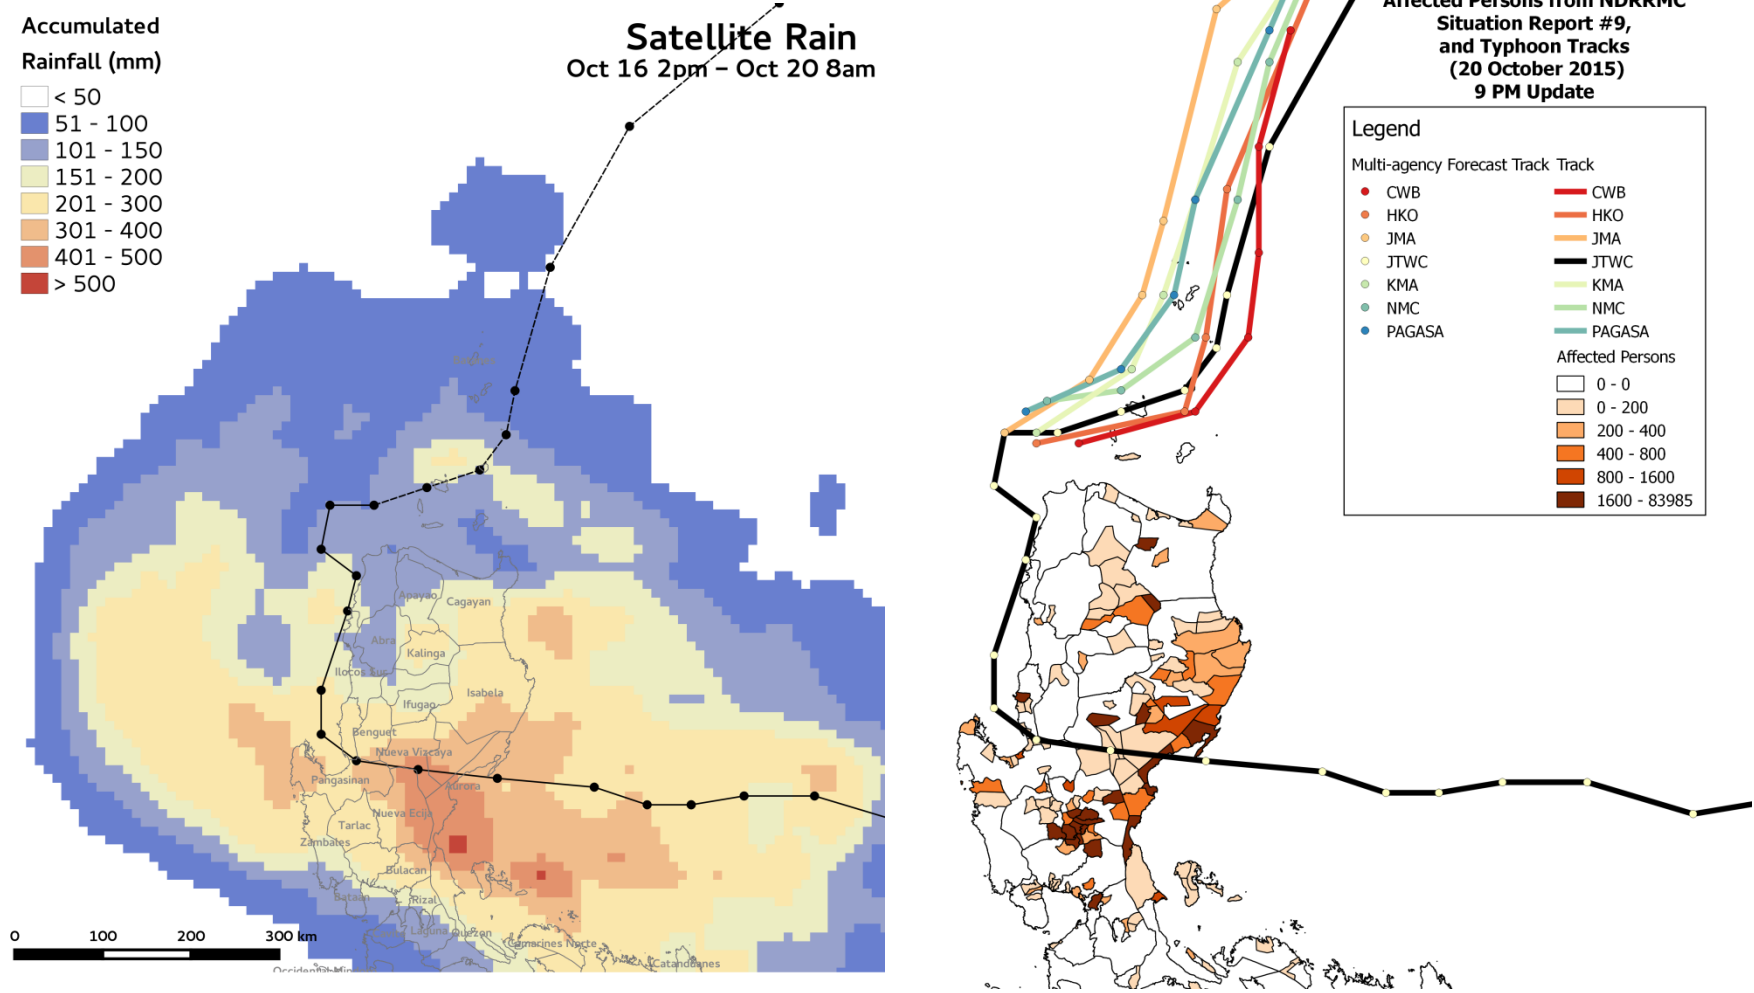 Accumulated
Rainfall (mm)
< 50
51 - 100
101 - 150
151 - 200
201 - 300
301 - 400
401 - 500
> 500
Satellite Rain
Oct 16 2pm – Oct 20 8am
Apayao
Cagayan
Abra
Kalinga
Ilocos Sur
Isabela
Ifugao
Benguet
Nueva Vizcaya
Pangasinan
Aurora
Nueva Ecija
Tarlac
Zambales
Bulacan
Bataan
Rizal
Laguna
Quezon
Camarines Norte
Catanduanes
0 100 200 300 km
Affected Persons from NDRRMC
Situation Report #9,
and Typhoon Tracks
(20 October 2015)
9 PM Update
Legend
Multi-agency Forecast Track
CWB
HKO
JMA
JTWC
KMA
NMC
PAGASA
Track
CWB
HKO
JMA
JTWC
KMA
NMC
PAGASA
Affected Persons
0 - 0
0 - 200
200 - 400
400 - 800
800 - 1600
1600 - 83985